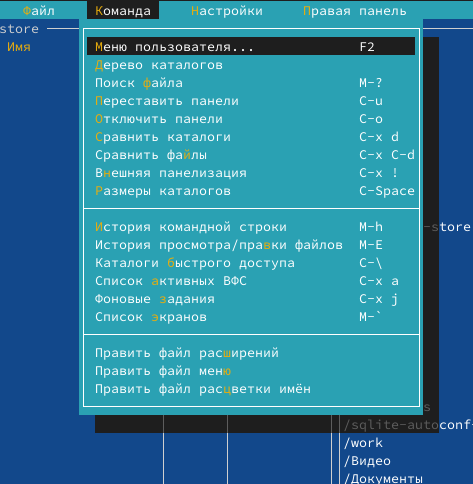 Файл Команда Настройки Правая панель
store
Имя
Меню пользователя... F2
Дерево каталогов
Поиск файла M-?
Переставить панели C-u
Отключить панели C-o
Сравнить каталоги C-x d
Сравнить файлы C-x C-d
Внешняя панелизация C-x !
Размеры каталогов C-Space
История командной строки M-h
-store
История просмотра/правки файлов M-E
Каталоги быстрого доступа C-\
Список активных ВФС C-x a
Фоновые задания C-x j
Список экранов M-`
Править файл расширений
Править файл меню
Править файл расцветки имён
s
/sqlite-autoconf-
/work
/Видео
/Документы